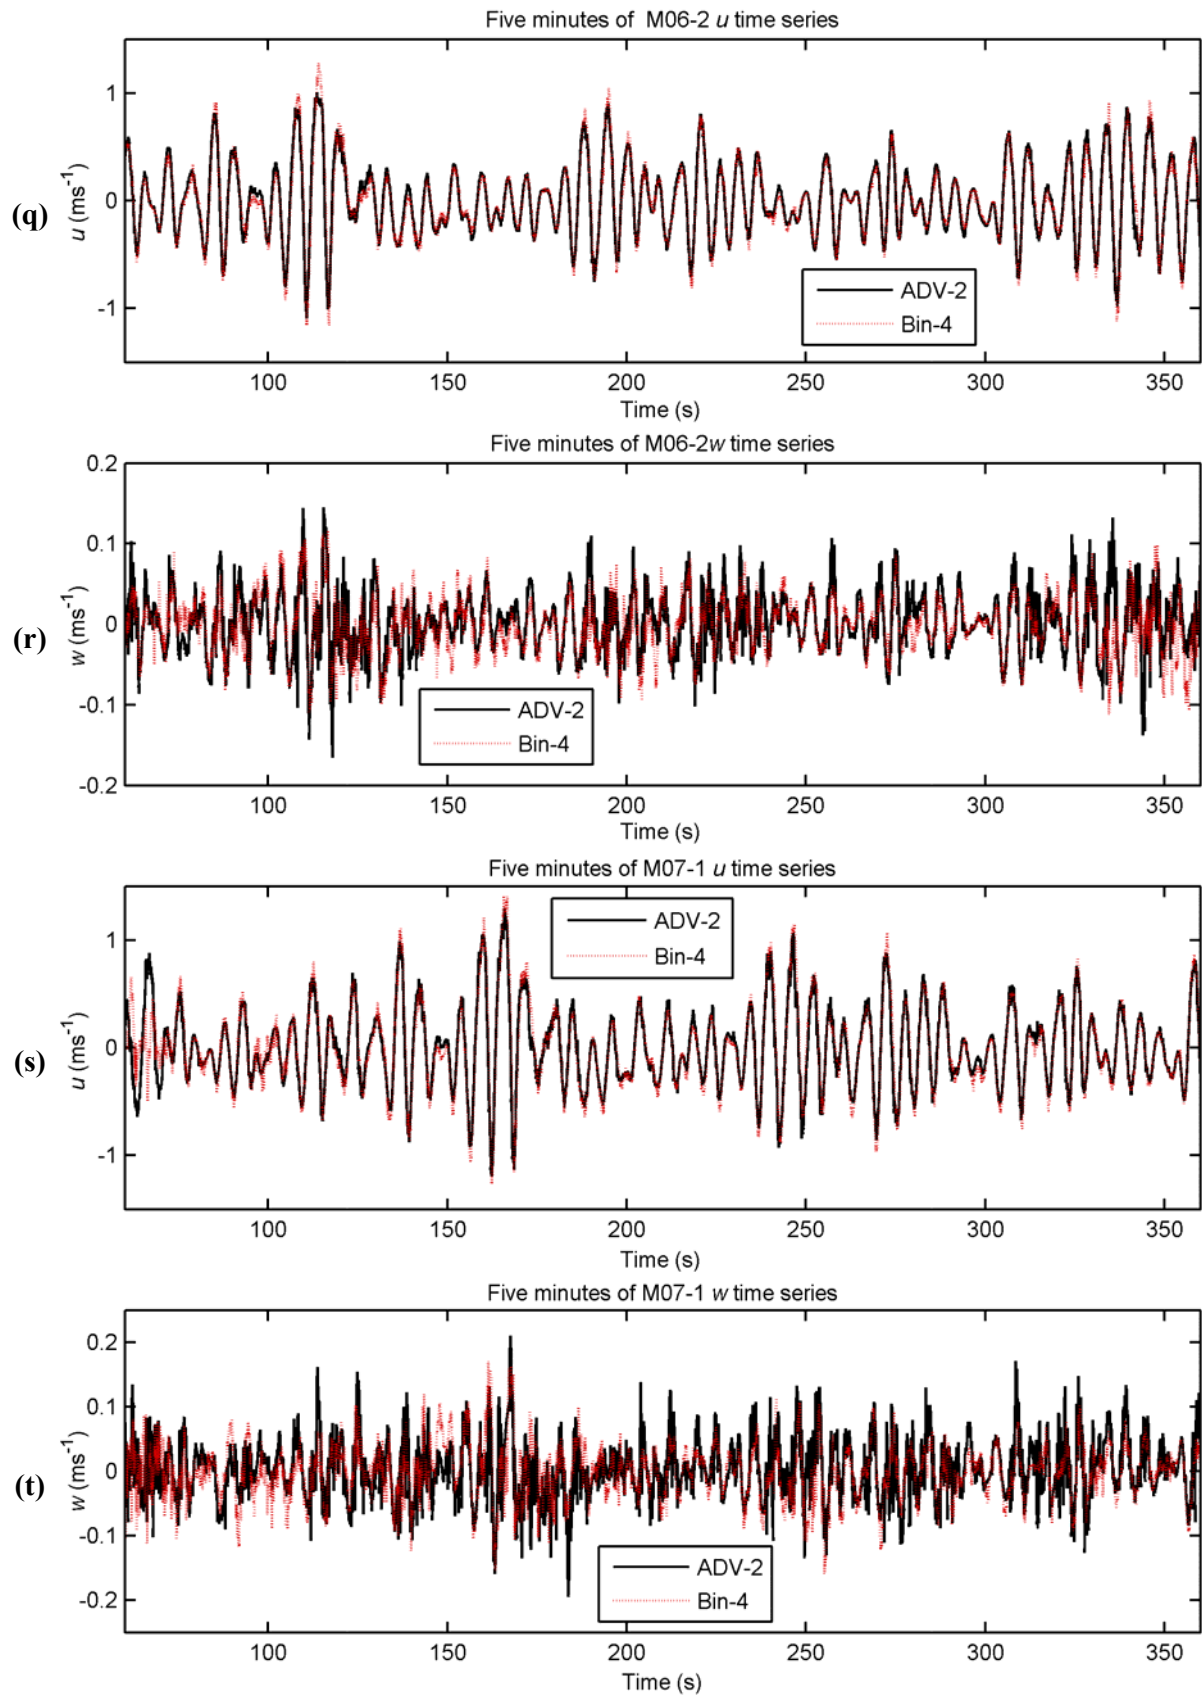 Five minutes of M06-2 u time series
1
0
-1
u (ms-1)
(q)
ADV-2
Bin-4
100 150 200 250 300 350
Time (s)
Five minutes of M06-2w time series
0.2
0.1
0
-0.1
-0.2
w (ms-1)
(r)
ADV-2
Bin-4
100 150 200 250 300 350
Time (s)
Five minutes of M07-1 u time series
1
0
-1
u (ms-1)
(s)
ADV-2
Bin-4
100 150 200 250 300 350
Time (s)
Five minutes of M07-1 w time series
0.2
0.1
0
-0.1
-0.2
w (ms-1)
(t)
ADV-2
Bin-4
100 150 200 250 300 350
Time (s)